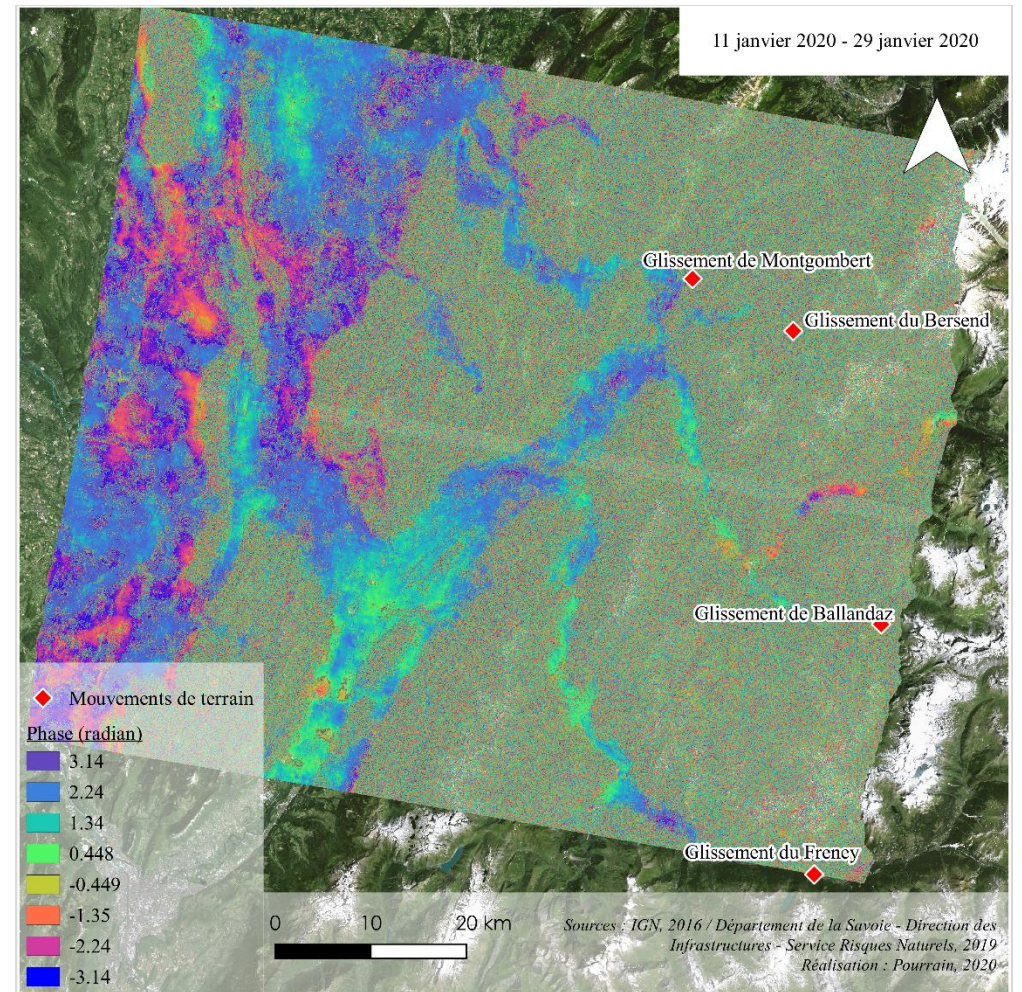 11 janvier 2020 - 29 janvier 2020
Glissement de Montgombert
Glissement du Bersend
Glissement de Ballandaz
Glissement du Frency
Mouvements de terrain
Phase (radian)
3.14
2.24
1.34
0.448
-0.449
-1.35
-2.24
-3.14
0 10 20 km
Sources : IGN, 2016 / Département de la Savoie - Direction des
Infrastructures - Service Risques Naturels, 2019
Réalisation : Pourrain, 2020